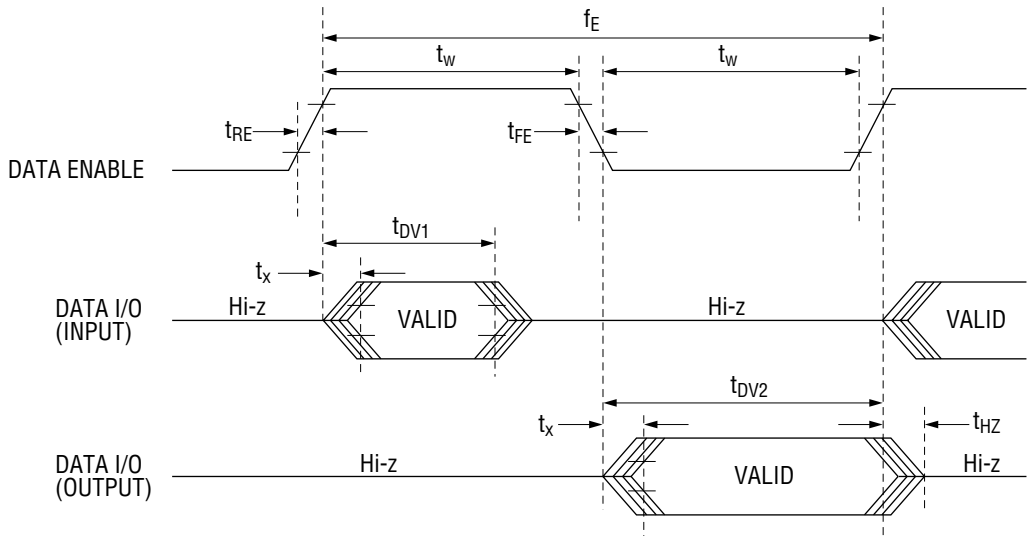 fE
tw tw
tRE tFE
DATA ENABLE
tDV1
tx
DATA I/O
(INPUT)
Hi-z VALID Hi-z VALID
tDV2
tx tHZ
DATA I/O
(OUTPUT)
Hi-z VALID Hi-z